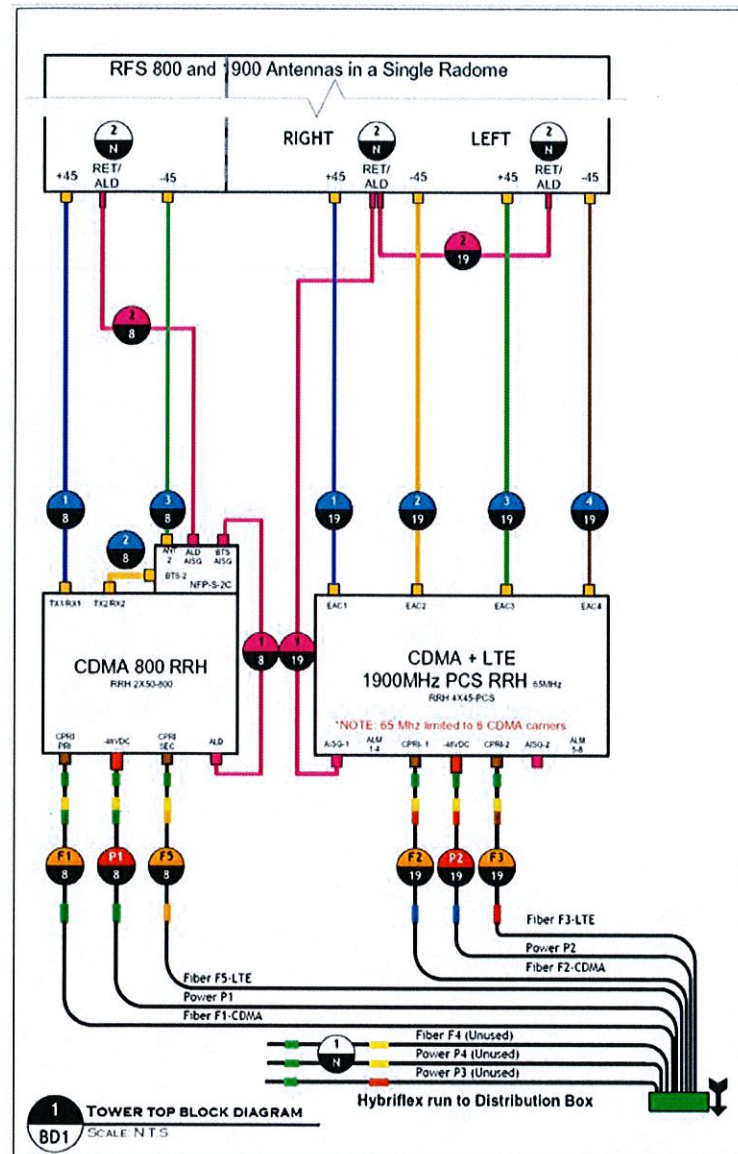 RFS 800 and 1900 Antennas in a Single Radome
2
N
RIGHT
2
N
LEFT
2
N
+45
RET/
ALD
-45
+45
RET/
ALD
-45
+45
RET/
ALD
-45
2
19
2
8
1
8
3
8
1
19
2
19
3
19
4
19
2
8
ANT
2
ALD
AISG
BTS
AISG
BTS-2
NFP-S-2C
TX1/RX1
TX2/RX2
EAC1
EAC2
EAC3
EAC4
CDMA 800 RRH
RRH 2X50-800
1
8
1
19
CDMA + LTE
1900MHz PCS RRH 65MHz
RRH 4X45-PCS
*NOTE: 65 Mhz limited to 8 CDMA carriers
CPRI
PRI
-48VDC
CPRI
SEC
ALD
AISG-1
ALM
1-4
CPRI-1
-48VDC
CPRI-2
AISG-2
ALM
5-8
F1
8
P1
8
F5
8
F2
19
P2
19
F3
19
Fiber F3-LTE
Power P2
Fiber F2-CDMA
Fiber F5-LTE
Power P1
Fiber F1-CDMA
1
N
Fiber F4 (Unused)
Power P4 (Unused)
Power P3 (Unused)
Hybriflex run to Distribution Box
1
BD1
TOWER TOP BLOCK DIAGRAM
SCALE: N.T.S